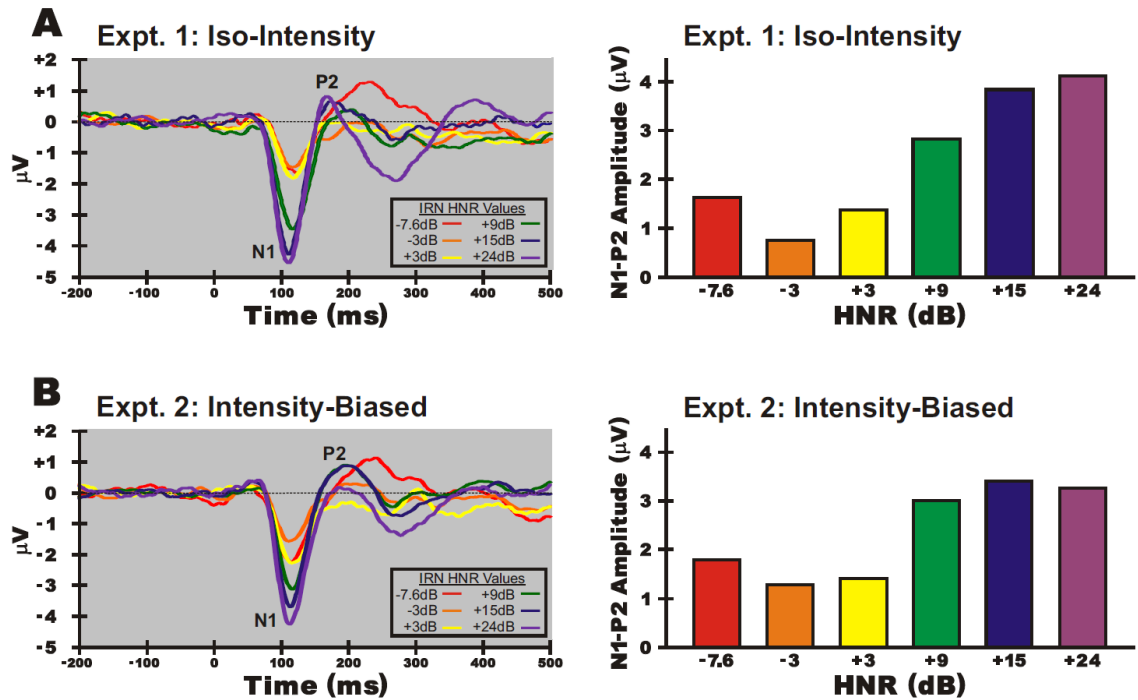 A
Expt. 1: Iso-Intensity
+2
+1
0
-1
-2
-3
-4
-5
µV
P2
N1
IRN HNR Values
-7.6dB +9dB
-3dB +15dB
+3dB +24dB
-200 -100 0 100 200 300 400 500
Time (ms)
Expt. 1: Iso-Intensity
N1-P2 Amplitude (µV)
4
3
2
1
0
-7.6 -3 +3 +9 +15 +24
HNR (dB)
B
Expt. 2: Intensity-Biased
+2
+1
0
-1
-2
-3
-4
-5
µV
P2
N1
IRN HNR Values
-7.6dB +9dB
-3dB +15dB
+3dB +24dB
-200 -100 0 100 200 300 400 500
Time (ms)
Expt. 2: Intensity-Biased
N1-P2 Amplitude (µV)
4
3
2
1
0
-7.6 -3 +3 +9 +15 +24
HNR (dB)